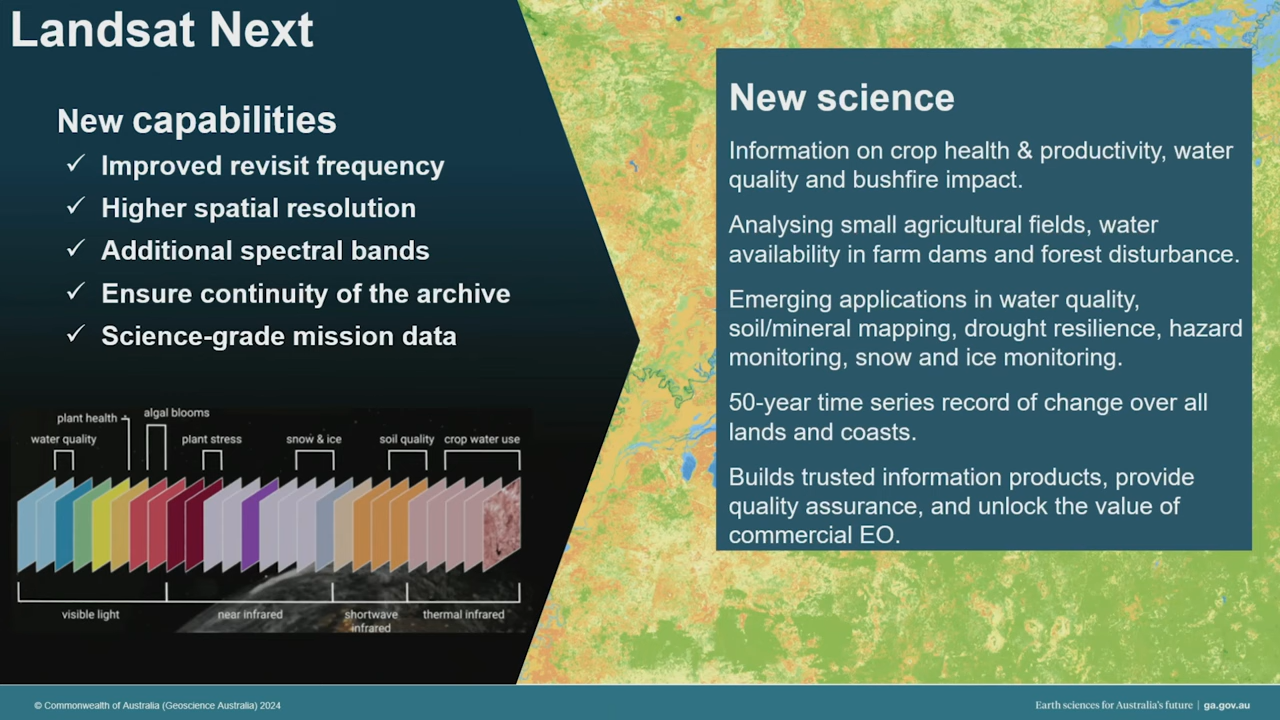 Landsat Next
New capabilities
✓ Improved revisit frequency
✓ Higher spatial resolution
✓ Additional spectral bands
✓ Ensure continuity of the archive
✓ Science-grade mission data
plant health
algal blooms
water quality
plant stress
snow & ice
soil quality
crop water use
visible light
near infrared
shortwave
infrared
thermal infrared
New science
Information on crop health & productivity, water
quality and bushfire impact.
Analysing small agricultural fields, water
availability in farm dams and forest disturbance.
Emerging applications in water quality,
soil/mineral mapping, drought resilience, hazard
monitoring, snow and ice monitoring.
50-year time series record of change over all
lands and coasts.
Builds trusted information products, provide
quality assurance, and unlock the value of
commercial EO.
© Commonwealth of Australia (Geoscience Australia) 2024
Earth sciences for Australia's future | ga.gov.au